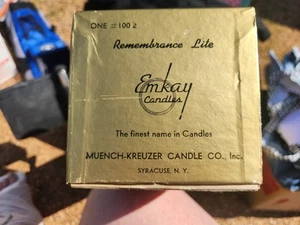 ONE #100 2
Remembrance Lite
Emkay
Candles
The finest name in Candles
MUENCH-KREUZER CANDLE CO., Inc.
SYRACUSE, N. Y.